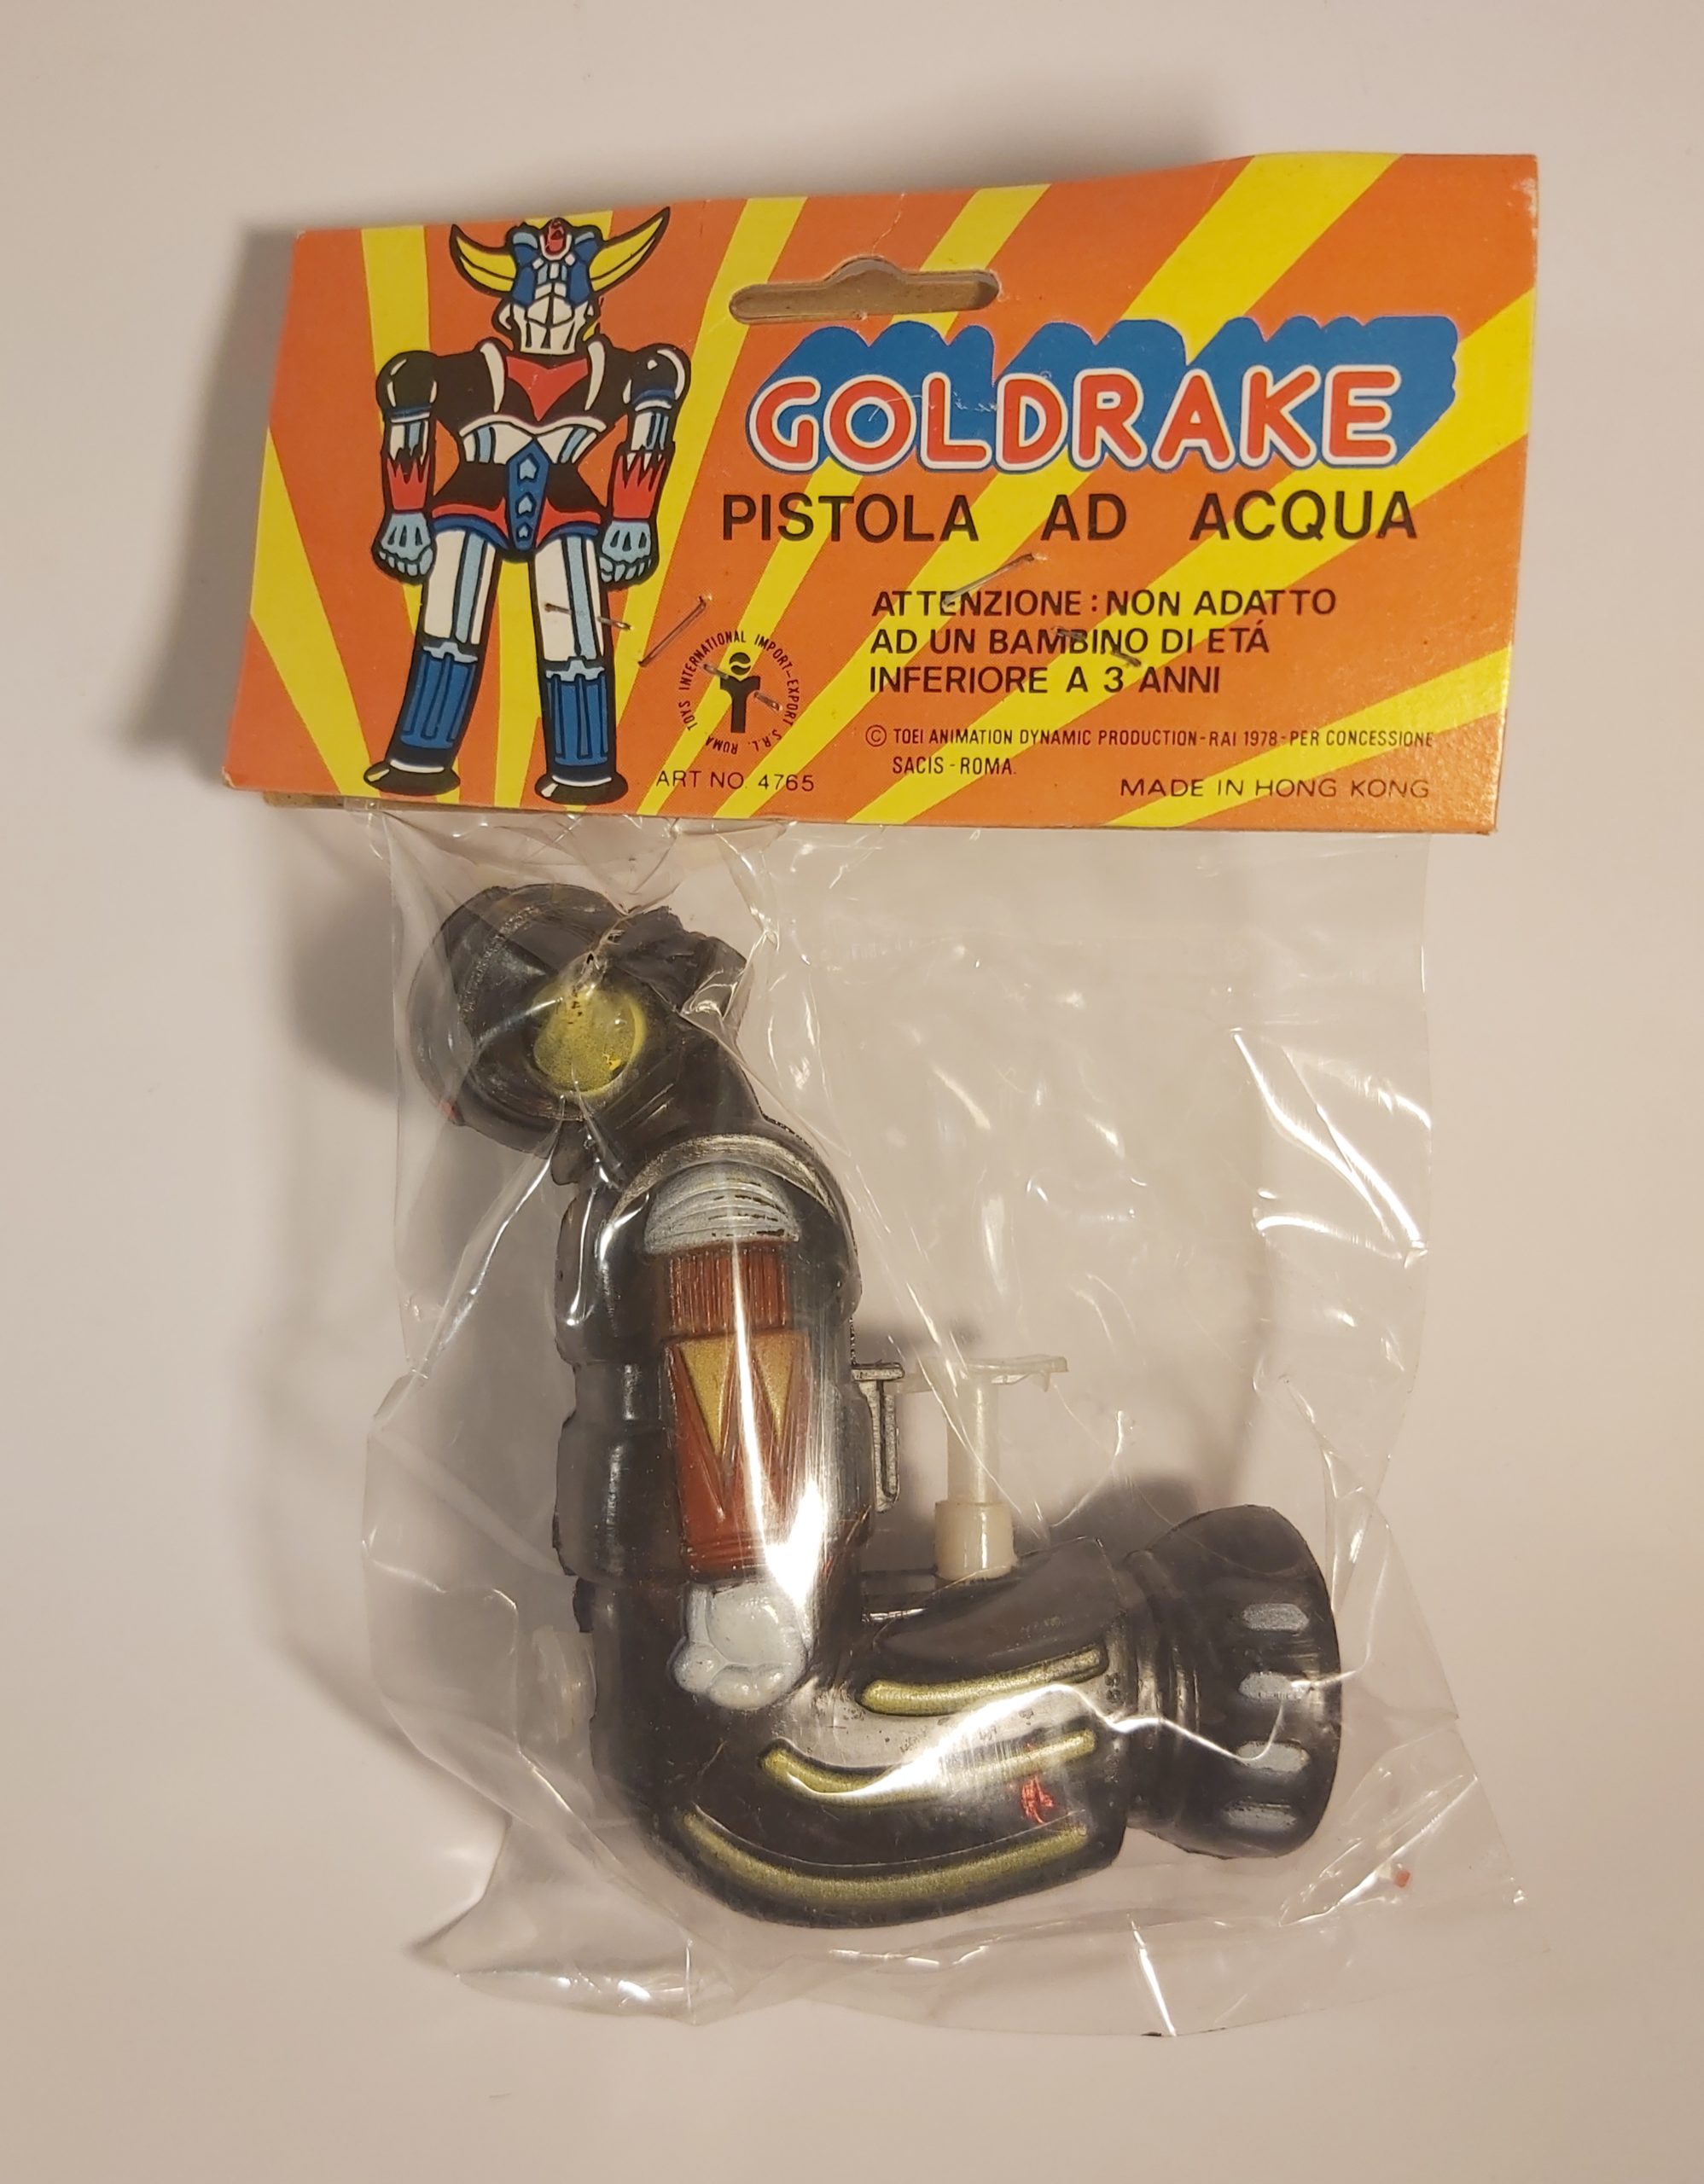 GOLDRAKE
PISTOLA AD ACQUA
ATTENZIONE : NON ADATTO
AD UN BAMBINO DI ETÁ
INFERIORE A 3 ANNI
TOYS INTERNATIONAL IMPORT-EXPORT S.R.L. ROMA.
© TOEI ANIMATION DYNAMIC PRODUCTION - RAI 1978 - PER CONCESSIONE
SACIS - ROMA.
ART NO. 4765
MADE IN HONG KONG